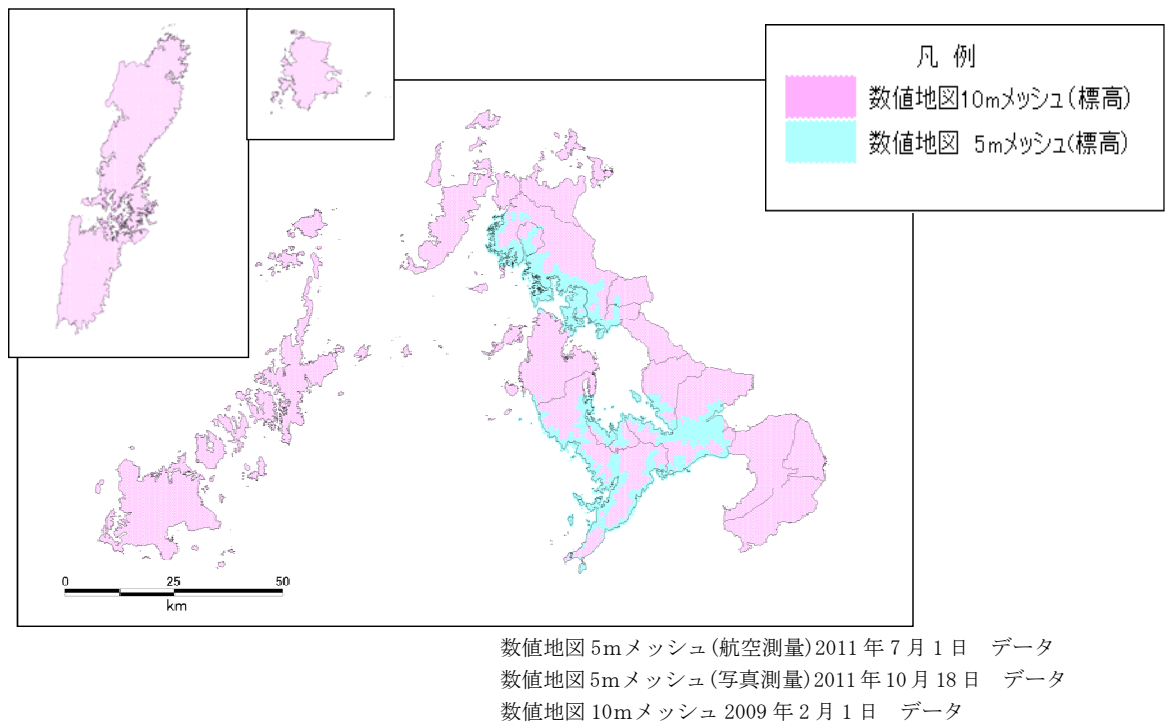 凡 例
数値地図10mメッシュ(標高)
数値地図 5mメッシュ(標高)
0 25 50
km
数値地図 5mメッシュ(航空測量)2011 年 7 月 1 日 データ
数値地図 5mメッシュ(写真測量)2011 年 10 月 18 日 データ
数値地図 10mメッシュ 2009 年 2 月 1 日 データ